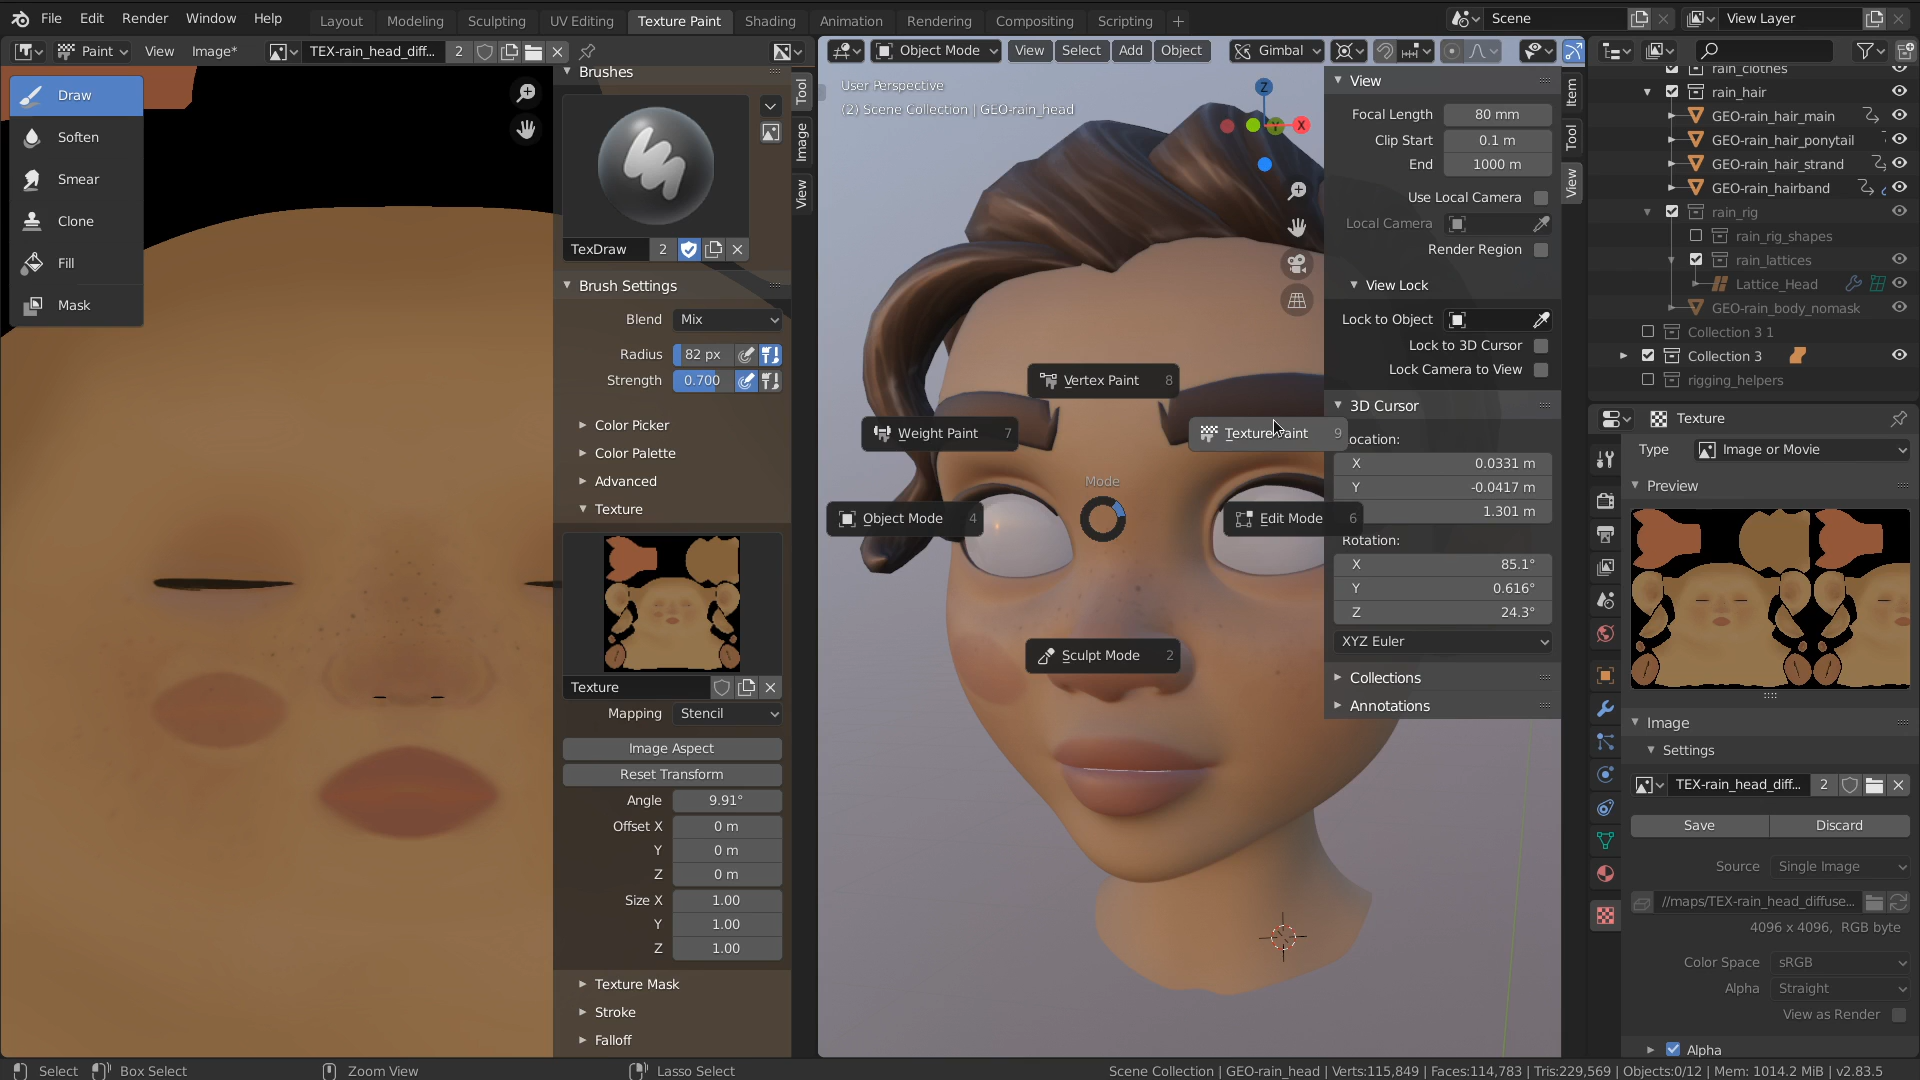 File Edit Render Window Help Layout Modeling Sculpting UV Editing Texture Paint Shading Animation Rendering Compositing Scripting + Scene View Layer
Paint View Image* TEX-rain_head_diff... 2
Draw
Soften
Smear
Clone
Fill
Mask
Brushes
TexDraw 2
Brush Settings
Blend Mix
Radius 82 px
Strength 0.700
Color Picker
Color Palette
Advanced
Texture
Texture
Mapping Stencil
Image Aspect
Reset Transform
Angle 9.91°
Offset X 0 m
Y 0 m
Z 0 m
Size X 1.00
Y 1.00
Z 1.00
Texture Mask
Stroke
Falloff
Tool
Image
View
Object Mode View Select Add Object Gimbal
User Perspective
(2) Scene Collection | GEO-rain_head
Z
Y
X
Vertex Paint 8
Weight Paint 7
Texture Paint 9
Mode
Object Mode 4
Edit Mode 6
Sculpt Mode 2
View
Focal Length 80 mm
Clip Start 0.1 m
End 1000 m
Use Local Camera
Local Camera
Render Region
View Lock
Lock to Object
Lock to 3D Cursor
Lock Camera to View
3D Cursor
ocation:
X 0.0331 m
Y -0.0417 m
1.301 m
Rotation:
X 85.1°
Y 0.616°
Z 24.3°
XYZ Euler
Collections
Annotations
Item
Tool
View
rain_clothes
rain_hair
GEO-rain_hair_main
GEO-rain_hair_ponytail
GEO-rain_hair_strand
GEO-rain_hairband
rain_rig
rain_rig_shapes
rain_lattices
Lattice_Head
GEO-rain_body_nomask
Collection 3 1
Collection 3
rigging_helpers
Texture
Type Image or Movie
Preview
Image
Settings
TEX-rain_head_diff... 2
Save Discard
Source Single Image
//maps/TEX-rain_head_diffuse...
4096 x 4096, RGB byte
Color Space sRGB
Alpha Straight
View as Render
Alpha
Select Box Select Zoom View Lasso Select Scene Collection | GEO-rain_head | Verts:115,849 | Faces:114,783 | Tris:229,569 | Objects:0/12 | Mem: 1014.2 MiB | v2.83.5